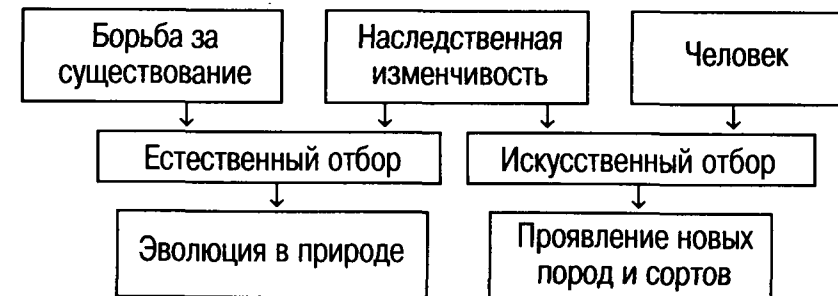 Борьба за
существование
Наследственная
изменчивость
Человек
Естественный отбор
Искусственный отбор
Эволюция в природе
Проявление новых
пород и сортов